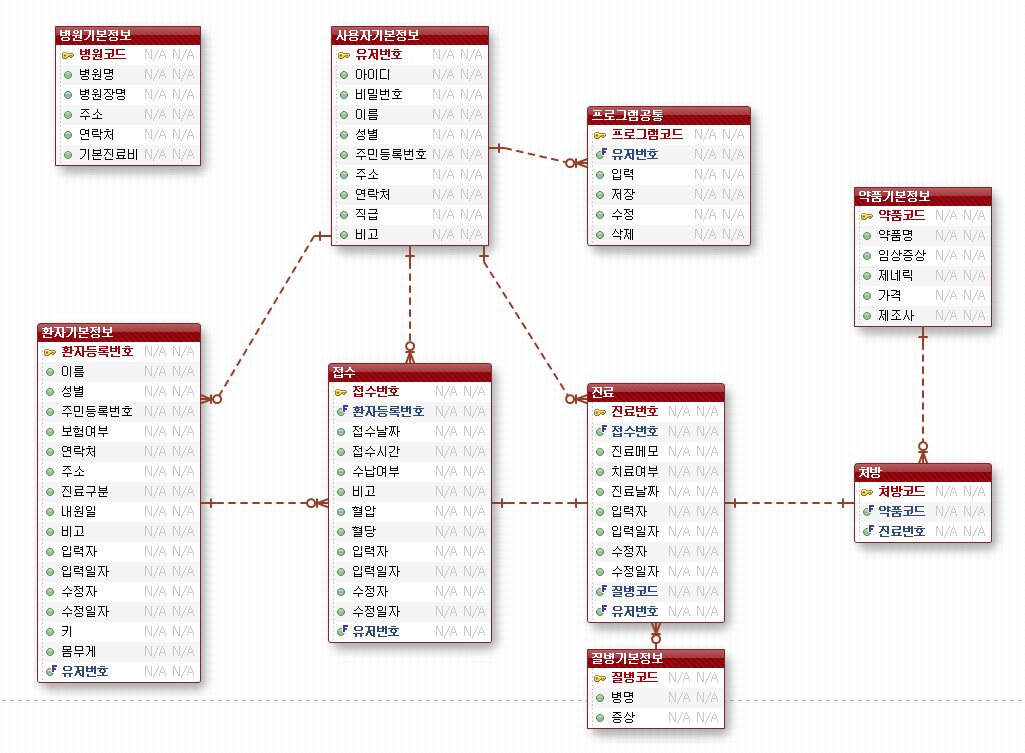 병원기본정보
병원코드 N/A N/A
병원명 N/A N/A
병원장명 N/A N/A
주소 N/A N/A
연락처 N/A N/A
기본진료비 N/A N/A
사용자기본정보
유저번호 N/A N/A
아이디 N/A N/A
비밀번호 N/A N/A
이름 N/A N/A
성별 N/A N/A
주민등록번호 N/A N/A
주소 N/A N/A
연락처 N/A N/A
직급 N/A N/A
비고 N/A N/A
프로그램공통
프로그램코드 N/A N/A
유저번호 N/A N/A
입력 N/A N/A
저장 N/A N/A
수정 N/A N/A
삭제 N/A N/A
약품기본정보
약품코드 N/A N/A
약품명 N/A N/A
임상증상 N/A N/A
제네릭 N/A N/A
가격 N/A N/A
제조사 N/A N/A
환자기본정보
환자등록번호 N/A N/A
이름 N/A N/A
성별 N/A N/A
주민등록번호 N/A N/A
보험여부 N/A N/A
연락처 N/A N/A
주소 N/A N/A
진료구분 N/A N/A
내원일 N/A N/A
비고 N/A N/A
입력자 N/A N/A
입력일자 N/A N/A
수정자 N/A N/A
수정일자 N/A N/A
키 N/A N/A
몸무게 N/A N/A
유저번호 N/A N/A
접수
접수번호 N/A N/A
환자등록번호 N/A N/A
접수날짜 N/A N/A
접수시간 N/A N/A
수납여부 N/A N/A
비고 N/A N/A
혈압 N/A N/A
혈당 N/A N/A
입력자 N/A N/A
입력일자 N/A N/A
수정자 N/A N/A
수정일자 N/A N/A
유저번호 N/A N/A
진료
진료번호 N/A N/A
접수번호 N/A N/A
진료메모 N/A N/A
치료여부 N/A N/A
진료날짜 N/A N/A
입력자 N/A N/A
입력일자 N/A N/A
수정자 N/A N/A
수정일자 N/A N/A
질병코드 N/A N/A
유저번호 N/A N/A
처방
처방코드 N/A N/A
약품코드 N/A N/A
진료번호 N/A N/A
질병기본정보
질병코드 N/A N/A
병명 N/A N/A
증상 N/A N/A